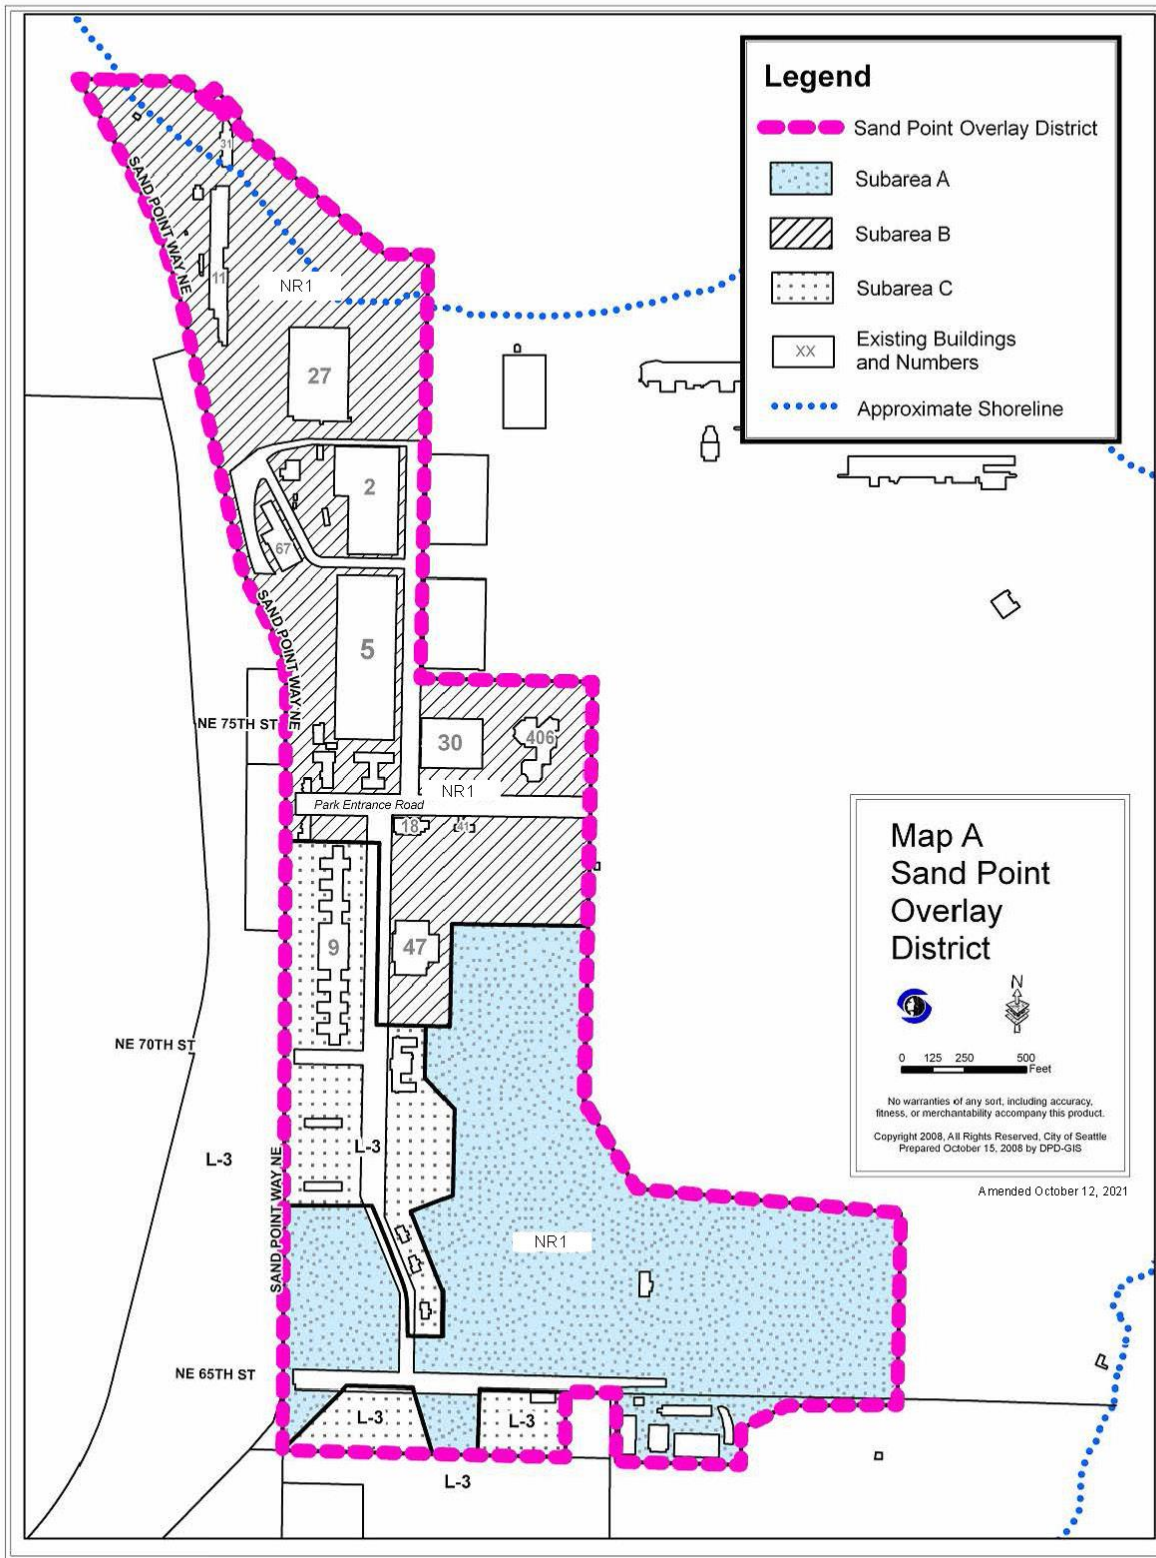 Legend
Sand Point Overlay District
Subarea A
Subarea B
Subarea C
XX
Existing Buildings
and Numbers
Approximate Shoreline
31
SAND POINT WAY NE
11
NR1
27
2
67
SAND POINT WAY NE
5
NE 75TH ST
30
406
NR1
Park Entrance Road
18
41
9
47
Map A
Sand Point
Overlay
District
N
0 125 250 500
Feet
No warranties of any sort, including accuracy,
fitness, or merchantability accompany this product.
Copyright 2008, All Rights Reserved, City of Seattle
Prepared October 15, 2008 by DPD-GIS
Amended October 12, 2021
NE 70TH ST
L-3
L-3
SAND POINT WAY NE
NR1
NE 65TH ST
L-3
L-3
L-3